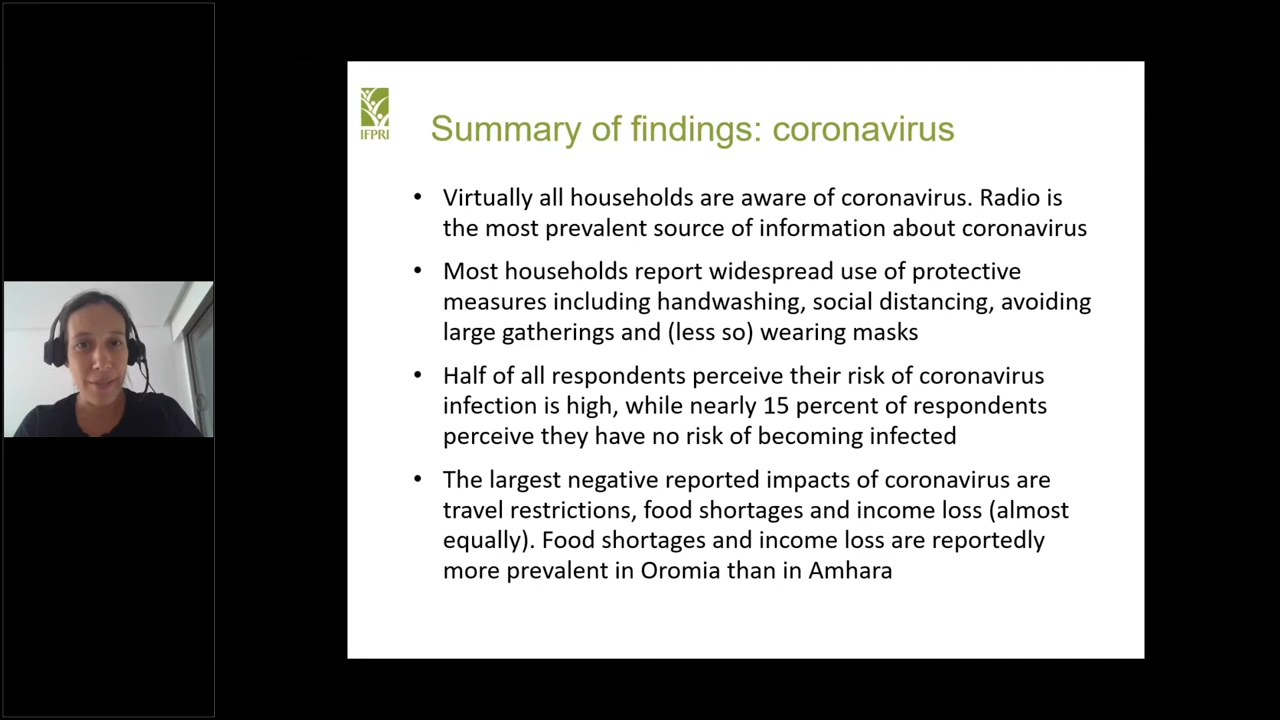 IFPRI
Summary of findings: coronavirus
• Virtually all households are aware of coronavirus. Radio is
the most prevalent source of information about coronavirus
• Most households report widespread use of protective
measures including handwashing, social distancing, avoiding
large gatherings and (less so) wearing masks
• Half of all respondents perceive their risk of coronavirus
infection is high, while nearly 15 percent of respondents
perceive they have no risk of becoming infected
• The largest negative reported impacts of coronavirus are
travel restrictions, food shortages and income loss (almost
equally). Food shortages and income loss are reportedly
more prevalent in Oromia than in Amhara